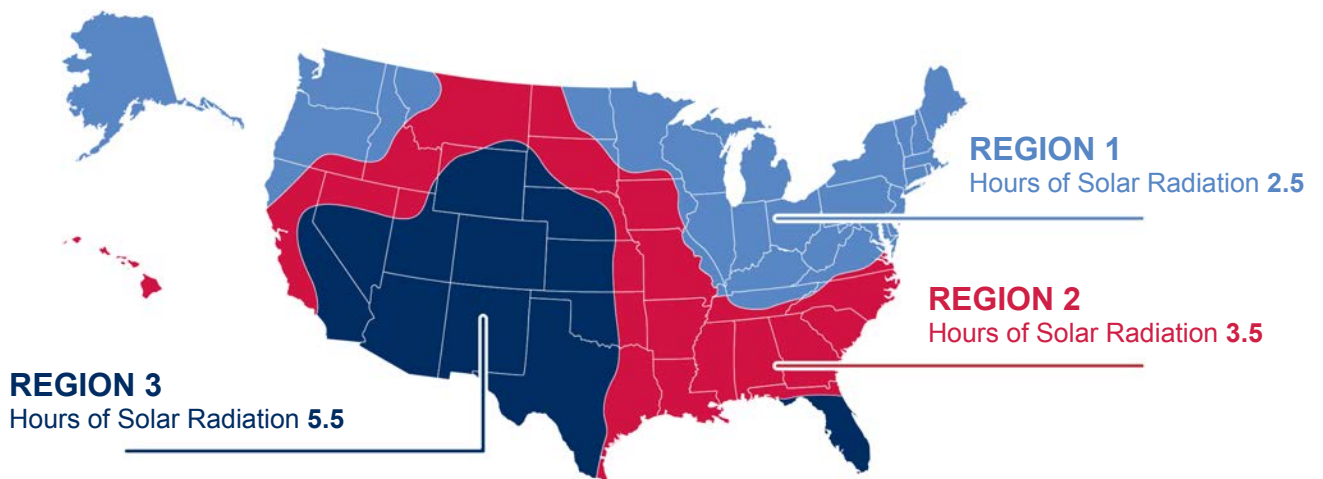 REGION 1
Hours of Solar Radiation 2.5
REGION 2
Hours of Solar Radiation 3.5
REGION 3
Hours of Solar Radiation 5.5